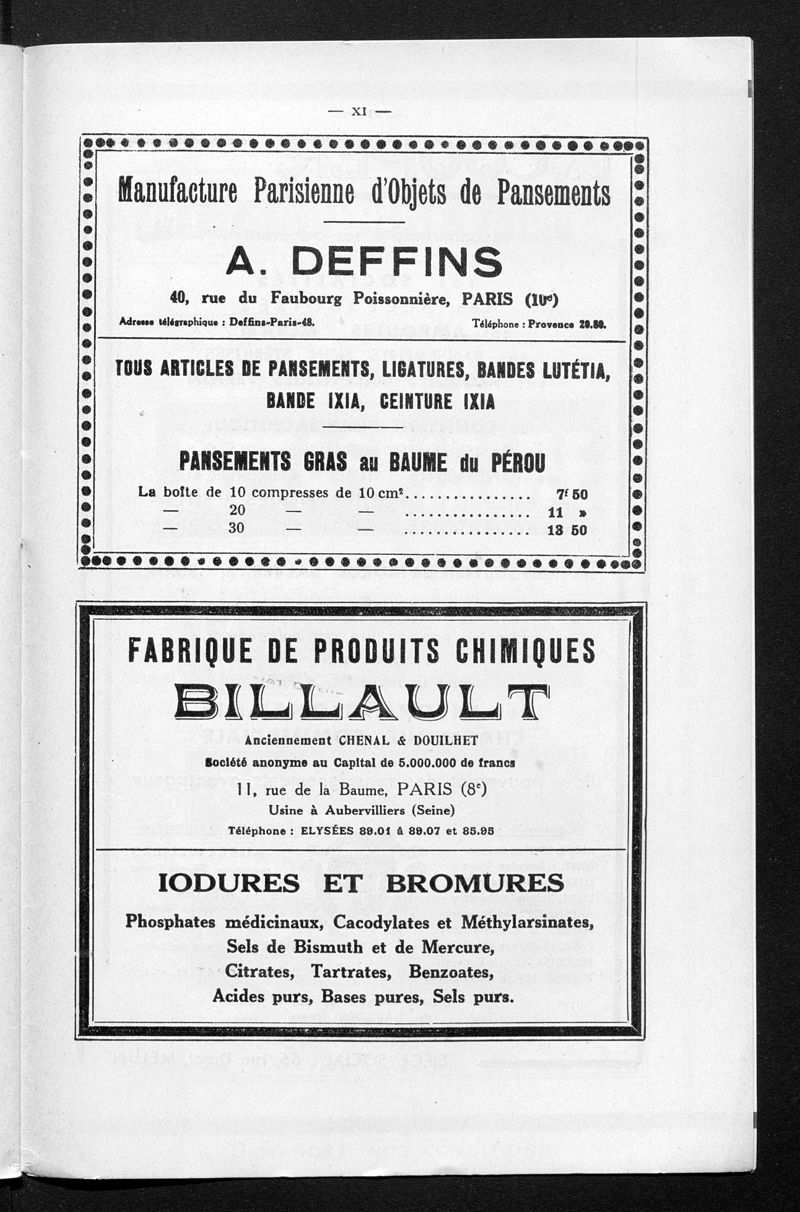 — XI —
Manufacture Parisienne d'Objets de Pansements
A. DEFFINS
40, rue du Faubourg Poissonnière, PARIS (10e)
Adresse télégraphique : Deffins-Paris-48. Téléphone : Provence 20.80.
TOUS ARTICLES DE PANSEMENTS, LIGATURES, BANDES LUTÉTIA,
BANDE IXIA, CEINTURE IXIA
PANSEMENTS GRAS au BAUME du PÉROU
La boîte de 10 compresses de 10 cm²................ 7f 50
— 20 — — ................ 11 »
— 30 — — ................ 13 50
FABRIQUE DE PRODUITS CHIMIQUES
BILLAULT
Anciennement CHENAL & DOUILHET
Société anonyme au Capital de 5.000.000 de francs
11, rue de la Baume, PARIS (8e)
Usine à Aubervilliers (Seine)
Téléphone : ELYSÉES 89.01 à 89.07 et 85.95
IODURES ET BROMURES
Phosphates médicinaux, Cacodylates et Méthylarsinates,
Sels de Bismuth et de Mercure,
Citrates, Tartrates, Benzoates,
Acides purs, Bases pures, Sels purs.